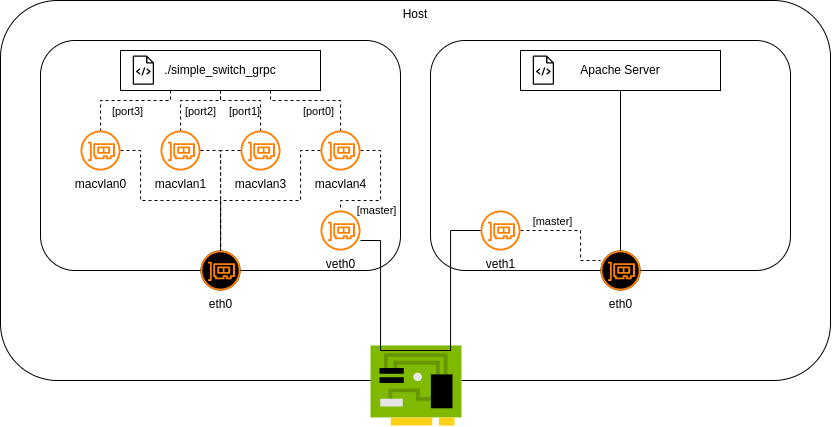 Host
./simple_switch_grpc
Apache Server
[port3]
[port2]
[port1]
[port0]
macvlan0
macvlan1
macvlan3
macvlan4
[master]
[master]
veth0
veth1
eth0
eth0